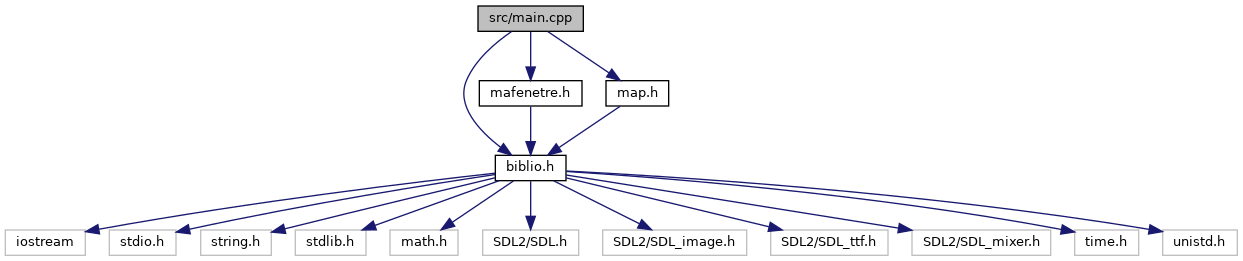 src/main.cpp
mafenetre.h
map.h
biblio.h
iostream
stdio.h
string.h
stdlib.h
math.h
SDL2/SDL.h
SDL2/SDL_image.h
SDL2/SDL_ttf.h
SDL2/SDL_mixer.h
time.h
unistd.h